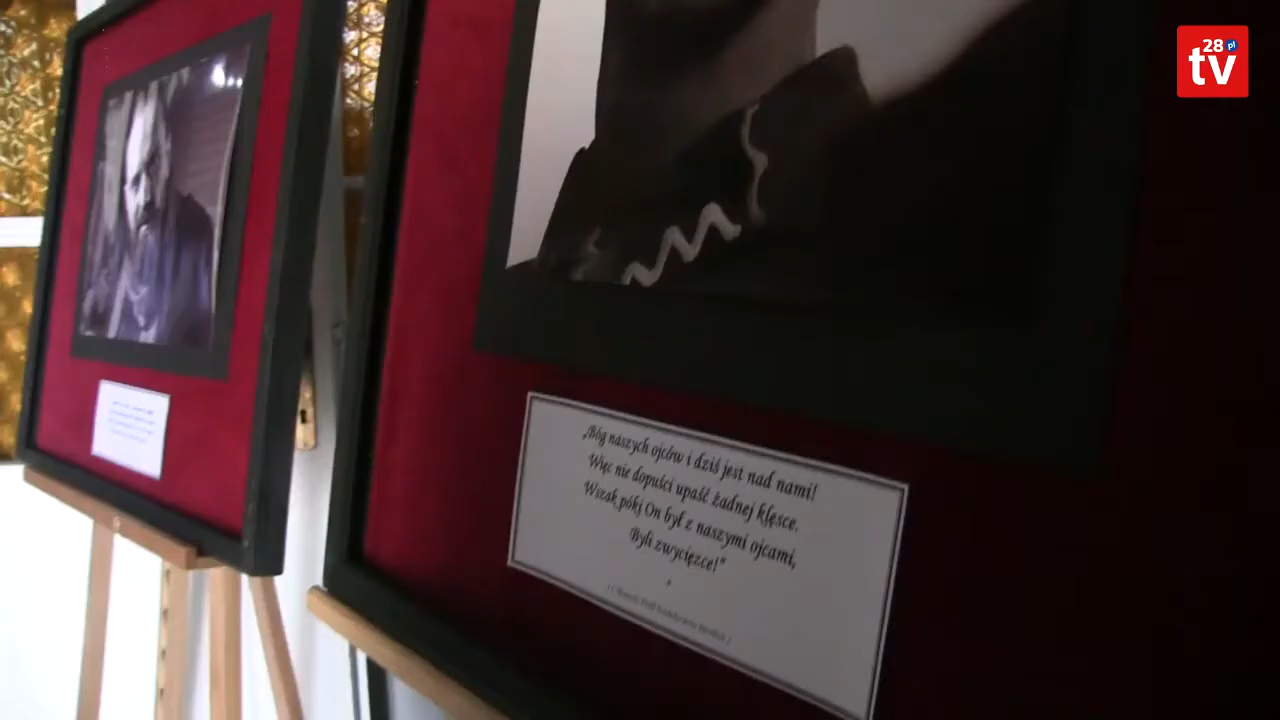 28 pl
tv
„Bóg naszych ojców i dziś jest nad nami!
Więc nie dopuści upaść żadnej klęsce.
Wszak póki On był z naszymi ojcami,
Byli zwycięzce!”